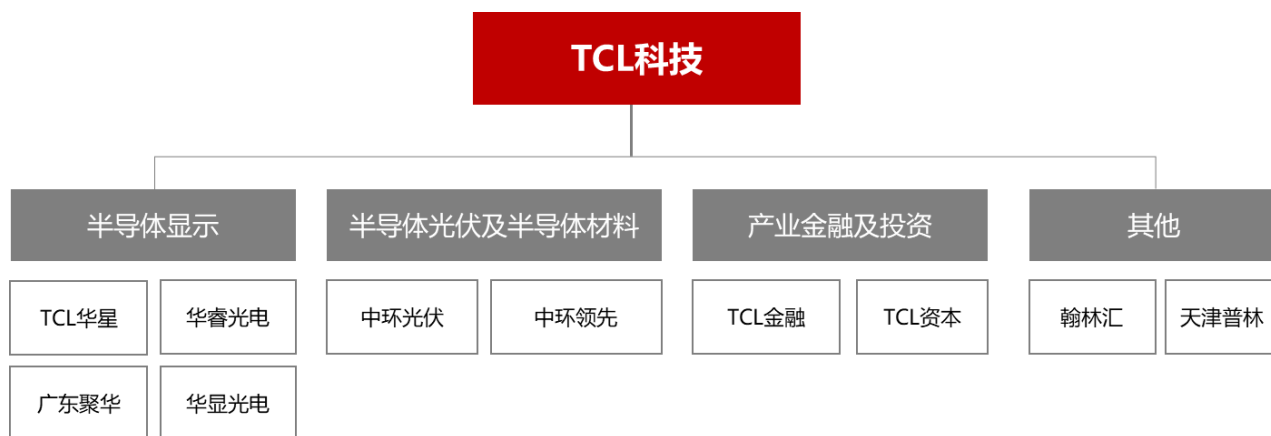 TCL科技
半导体显示
半导体光伏及半导体材料
产业金融及投资
其他
TCL华星
华睿光电
中环光伏
中环领先
TCL金融
TCL资本
翰林汇
天津普林
广东聚华
华显光电